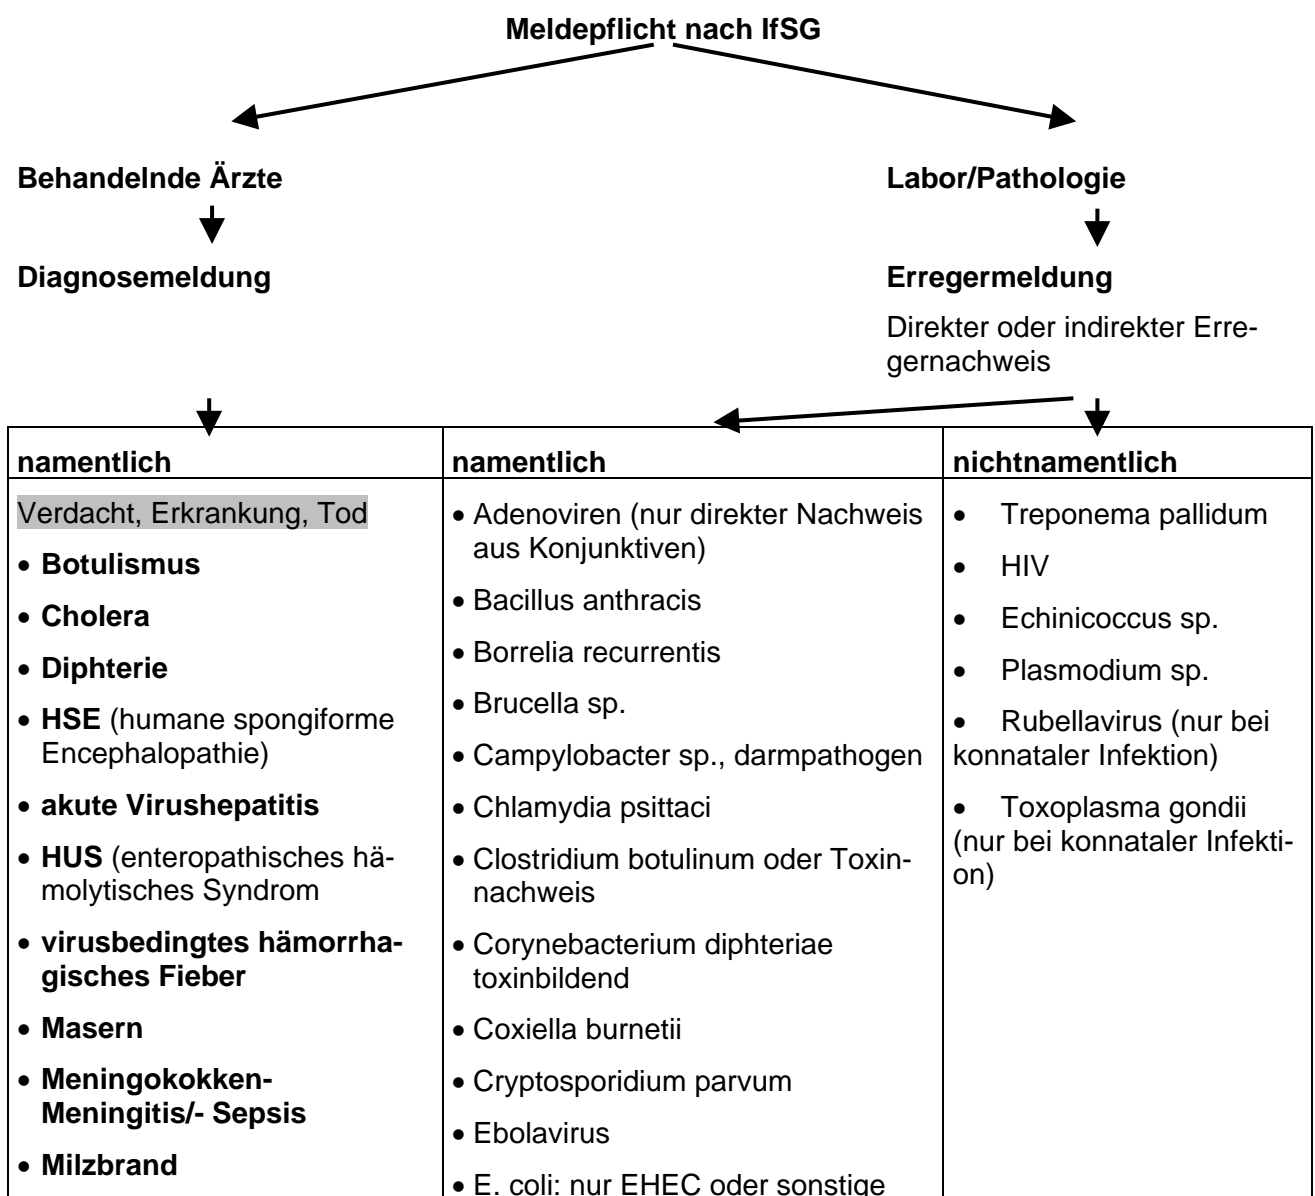 Meldepflicht nach IfSG
Behandelnde Ärzte
Labor/Pathologie
Diagnosemeldung
Erregermeldung
Direkter oder indirekter Erre-
gernachweis
namentlich
Verdacht, Erkrankung, Tod
• Botulismus
• Cholera
• Diphterie
• HSE (humane spongiforme
Encephalopathie)
• akute Virushepatitis
• HUS (enteropathisches hä-
molytisches Syndrom
• virusbedingtes hämorrha-
gisches Fieber
• Masern
• Meningokokken-
Meningitis/- Sepsis
• Milzbrand
namentlich
• Adenoviren (nur direkter Nachweis
aus Konjunktiven)
• Bacillus anthracis
• Borrelia recurrentis
• Brucella sp.
• Campylobacter sp., darmpathogen
• Chlamydia psittaci
• Clostridium botulinum oder Toxin-
nachweis
• Corynebacterium diphteriae
toxinbildend
• Coxiella burnetii
• Cryptosporidium parvum
• Ebolavirus
• E. coli: nur EHEC oder sonstige
nichtnamentlich
• Treponema pallidum
• HIV
• Echinicoccus sp.
• Plasmodium sp.
• Rubellavirus (nur bei
konnataler Infektion)
• Toxoplasma gondii
(nur bei konnataler Infekti-
on)